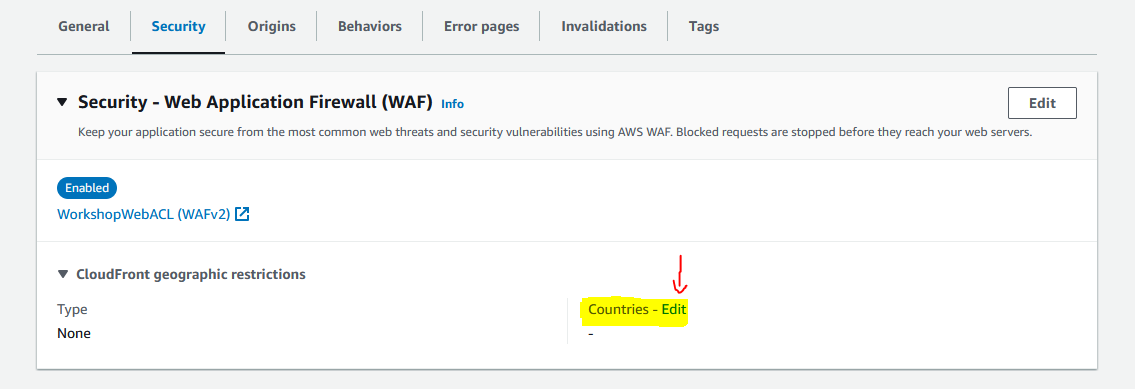 General Security Origins Behaviors Error pages Invalidations Tags
Security - Web Application Firewall (WAF) Info
Edit
Keep your application secure from the most common web threats and security vulnerabilities using AWS WAF. Blocked requests are stopped before they reach your web servers.
Enabled
WorkshopWebACL (WAFv2)
CloudFront geographic restrictions
Type
None
Countries - Edit
-